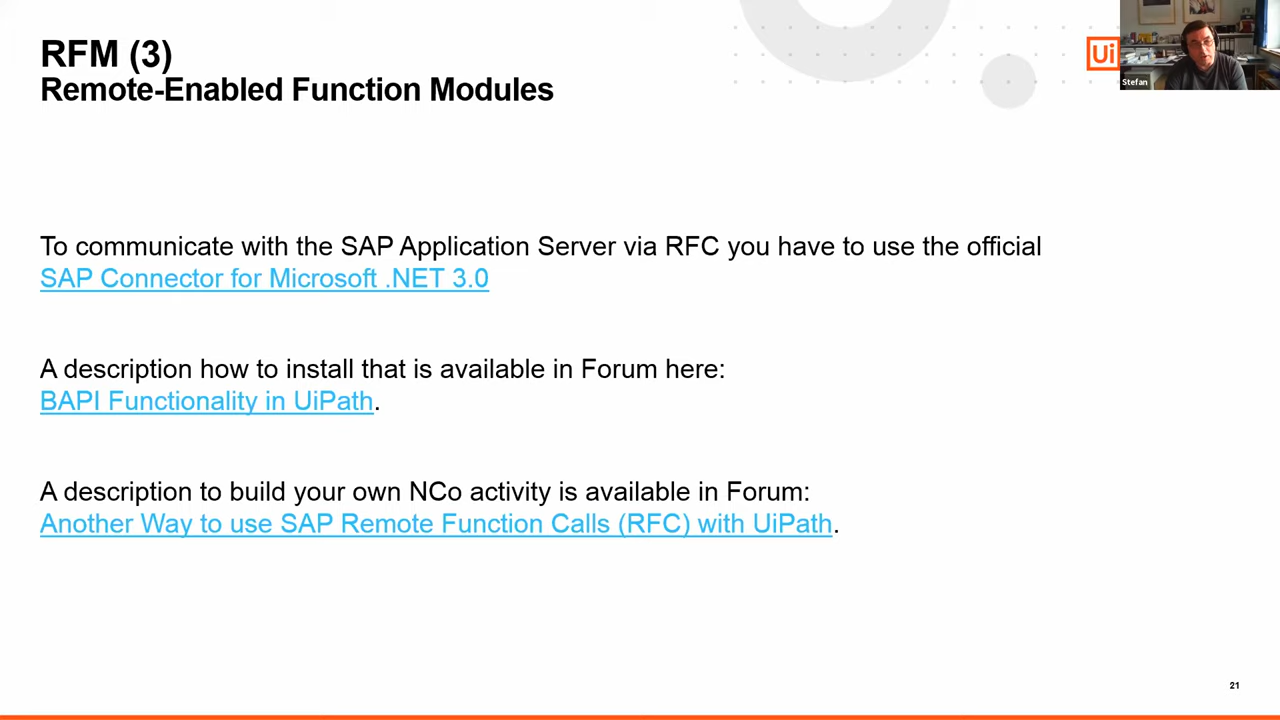 RFM (3)
Remote-Enabled Function Modules
Ui
Stefan
To communicate with the SAP Application Server via RFC you have to use the official
SAP Connector for Microsoft .NET 3.0
A description how to install that is available in Forum here:
BAPI Functionality in UiPath.
A description to build your own NCo activity is available in Forum:
Another Way to use SAP Remote Function Calls (RFC) with UiPath.
21